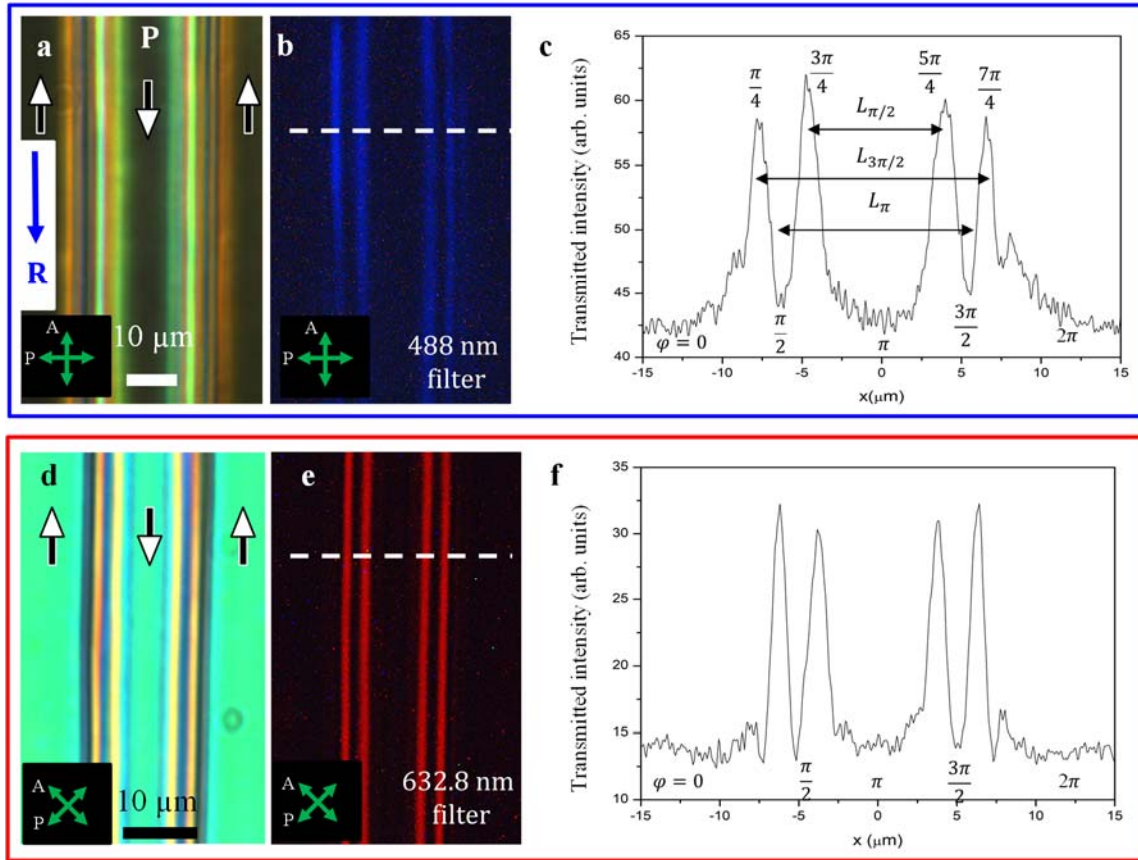 a
P
R
A
P
10 μm
b
A
P
488 nm
filter
c
Transmitted intensity (arb. units)
65
60
55
50
45
40
π/4
3π/4
5π/4
7π/4
L_{π/2}
L_{3π/2}
L_π
π/2
3π/2
φ = 0
π
2π
-15 -10 -5 0 5 10 15
x(μm)
d
A
P
10 μm
e
A
P
632.8 nm
filter
f
Transmitted intensity (arb. units)
35
30
25
20
15
10
φ = 0
π/2
π
3π/2
2π
-15 -10 -5 0 5 10 15
x (μm)